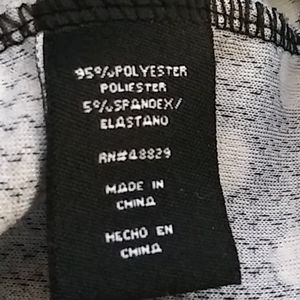 95%POLYESTER
POLIESTER
5%SPANDEX/
ELASTANO
RN#48829
MADE IN
CHINA
HECHO EN
CHINA